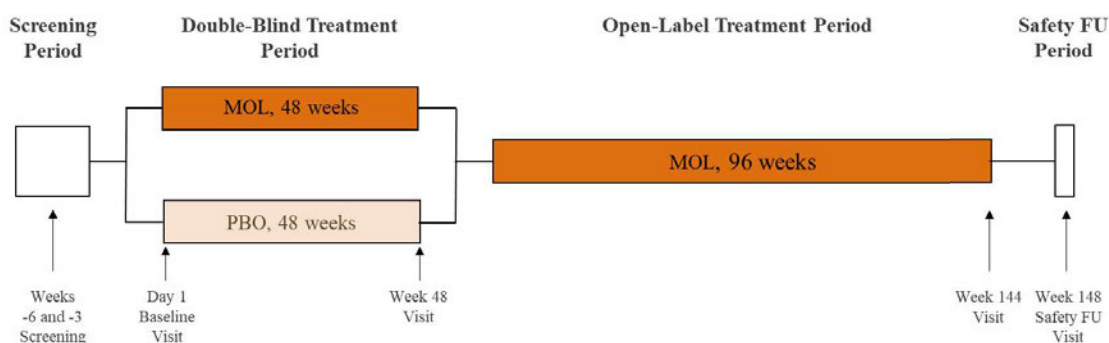 Screening
Period
Double-Blind Treatment
Period
Open-Label Treatment Period
Safety FU
Period
MOL, 48 weeks
MOL, 96 weeks
PBO, 48 weeks
Weeks
-6 and -3
Screening
Day 1
Baseline
Visit
Week 48
Visit
Week 144
Visit
Week 148
Safety FU
Visit